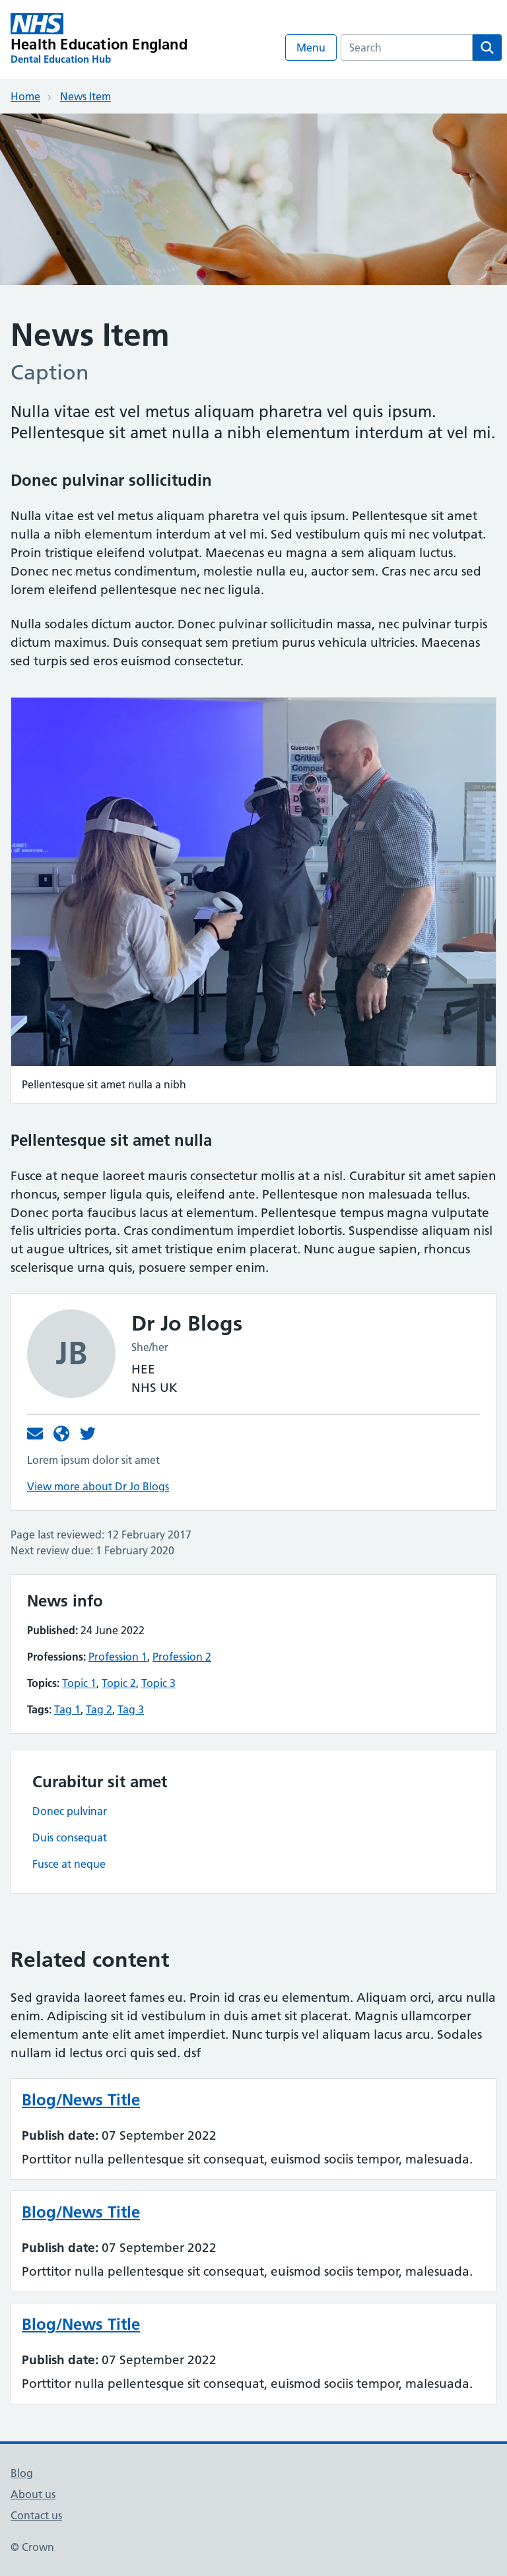 NHS
Health Education England
Dental Education Hub
Menu
Search
Home
News Item
News Item
Caption
Nulla vitae est vel metus aliquam pharetra vel quis ipsum.
Pellentesque sit amet nulla a nibh elementum interdum at vel mi.
Donec pulvinar sollicitudin
Nulla vitae est vel metus aliquam pharetra vel quis ipsum. Pellentesque sit amet
nulla a nibh elementum interdum at vel mi. Sed vestibulum quis mi nec volutpat.
Proin tristique eleifend volutpat. Maecenas eu magna a sem aliquam luctus.
Donec nec metus condimentum, molestie nulla eu, auctor sem. Cras nec arcu sed
lorem eleifend pellentesque nec nec ligula.
Nulla sodales dictum auctor. Donec pulvinar sollicitudin massa, nec pulvinar turpis
dictum maximus. Duis consequat sem pretium purus vehicula ultricies. Maecenas
sed turpis sed eros euismod consectetur.
Question T
Critique
Compare
Pellentesque sit amet nulla a nibh
Pellentesque sit amet nulla
Fusce at neque laoreet mauris consectetur mollis at a nisl. Curabitur sit amet sapien
rhoncus, semper ligula quis, eleifend ante. Pellentesque non malesuada tellus.
Donec porta faucibus lacus at elementum. Pellentesque tempus magna vulputate
felis ultricies porta. Cras condimentum imperdiet lobortis. Suspendisse aliquam nisl
ut augue ultrices, sit amet tristique enim placerat. Nunc augue sapien, rhoncus
scelerisque urna quis, posuere semper enim.
JB
Dr Jo Blogs
She/her
HEE
NHS UK
Lorem ipsum dolor sit amet
View more about Dr Jo Blogs
Page last reviewed: 12 February 2017
Next review due: 1 February 2020
News info
Published: 24 June 2022
Professions: Profession 1, Profession 2
Topics: Topic 1, Topic 2, Topic 3
Tags: Tag 1, Tag 2, Tag 3
Curabitur sit amet
Donec pulvinar
Duis consequat
Fusce at neque
Related content
Sed gravida laoreet fames eu. Proin id cras eu elementum. Aliquam orci, arcu nulla
enim. Adipiscing sit id vestibulum in duis amet sit placerat. Magnis ullamcorper
elementum ante elit amet imperdiet. Nunc turpis vel aliquam lacus arcu. Sodales
nullam id lectus orci quis sed. dsf
Blog/News Title
Publish date: 07 September 2022
Porttitor nulla pellentesque sit consequat, euismod sociis tempor, malesuada.
Blog/News Title
Publish date: 07 September 2022
Porttitor nulla pellentesque sit consequat, euismod sociis tempor, malesuada.
Blog/News Title
Publish date: 07 September 2022
Porttitor nulla pellentesque sit consequat, euismod sociis tempor, malesuada.
Blog
About us
Contact us
© Crown